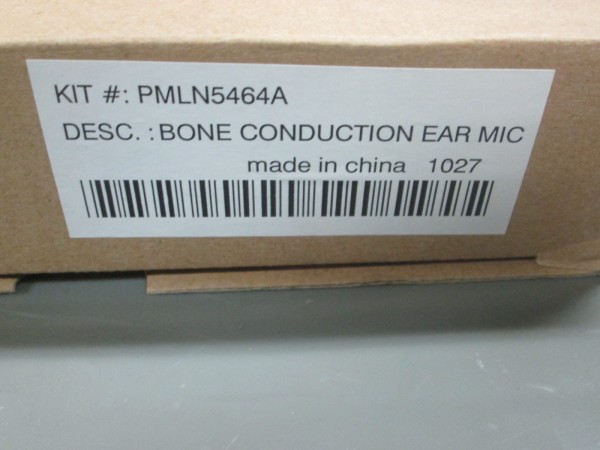 KIT #: PMLN5464A
DESC. : BONE CONDUCTION EAR MIC
made in china 1027